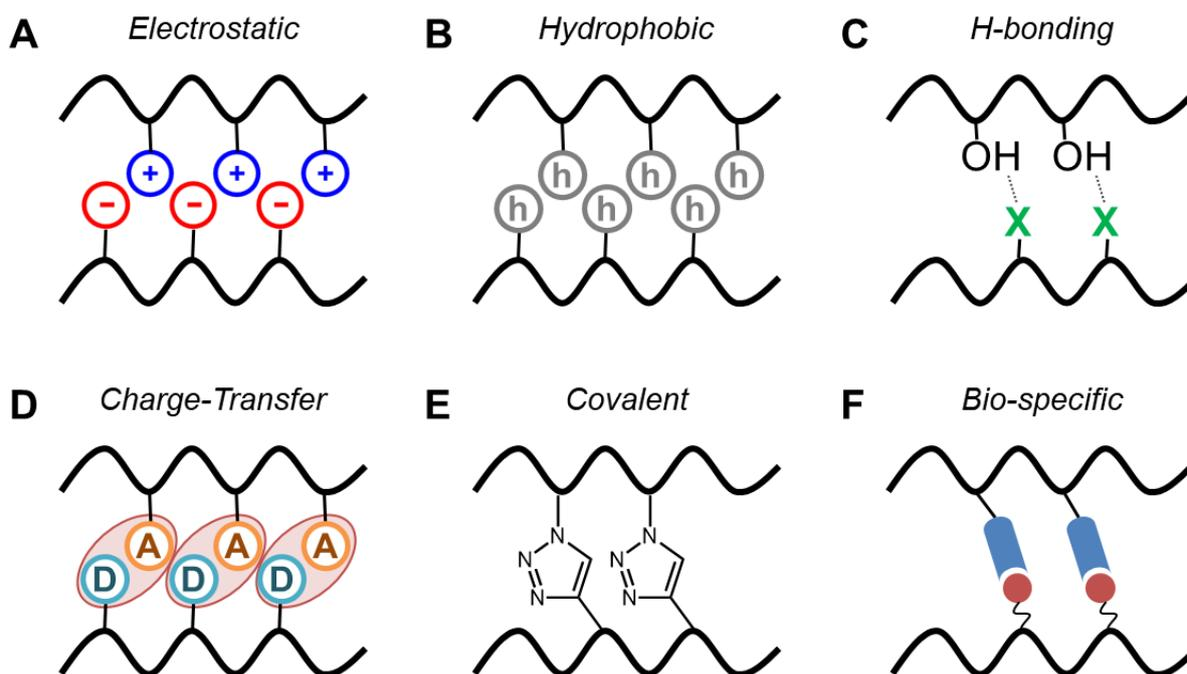 A Electrostatic
B Hydrophobic
C H-bonding
+ + +
- - -
h h h
h h h
OH OH
X X
D Charge-Transfer
E Covalent
F Bio-specific
A A A
D D D
N N
N N
N N